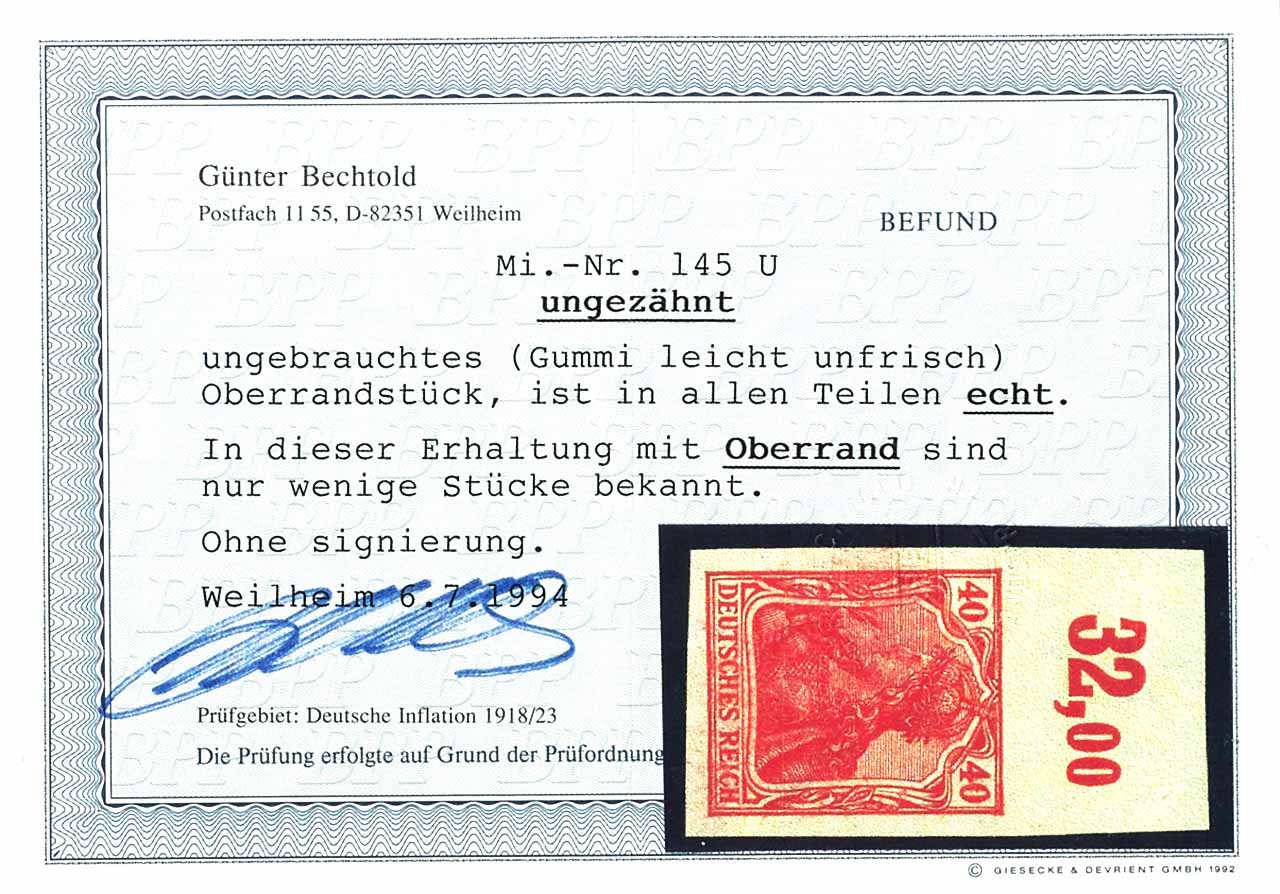 Günter Bechtold
Postfach 11 55, D-82351 Weilheim
BEFUND
Mi.-Nr. 145 U
ungezähnt
ungebrauchtes (Gummi leicht unfrisch)
Oberrandstück, ist in allen Teilen echt.
In dieser Erhaltung mit Oberrand sind
nur wenige Stücke bekannt.
Ohne signierung.
Weilheim 6.7.1994
Prüfgebiet: Deutsche Inflation 1918/23
Die Prüfung erfolgte auf Grund der Prüfordnung
40
40
DEUTSCHES REICH
32,00
BPP
© GIESECKE & DEVRIENT GMBH 1992